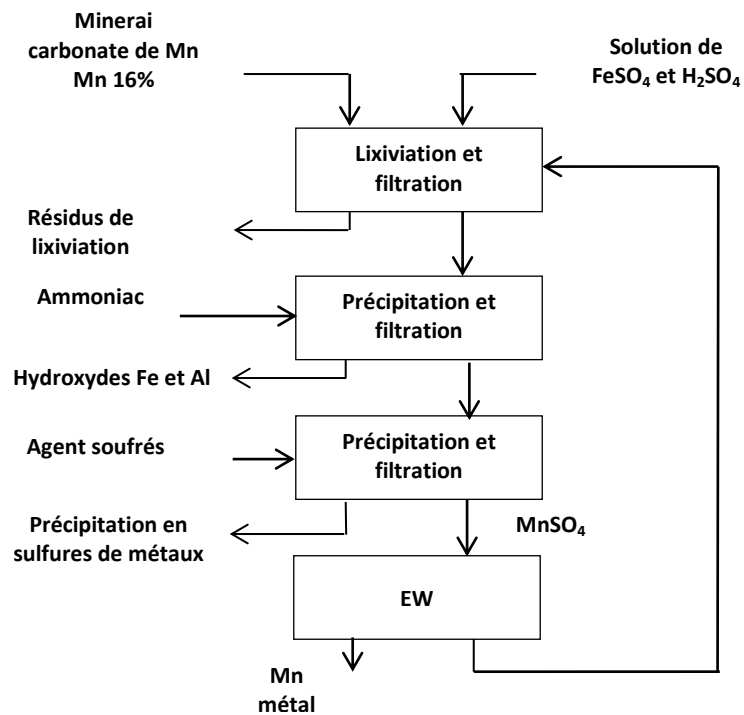 Minerai
carbonate de Mn
Mn 16%
Solution de
FeSO₄ et H₂SO₄
Lixiviation et
filtration
Résidus de
lixiviation
Ammoniac
Précipitation et
filtration
Hydroxydes Fe et Al
Agent soufrés
Précipitation et
filtration
Précipitation en
sulfures de métaux
MnSO₄
EW
Mn
métal